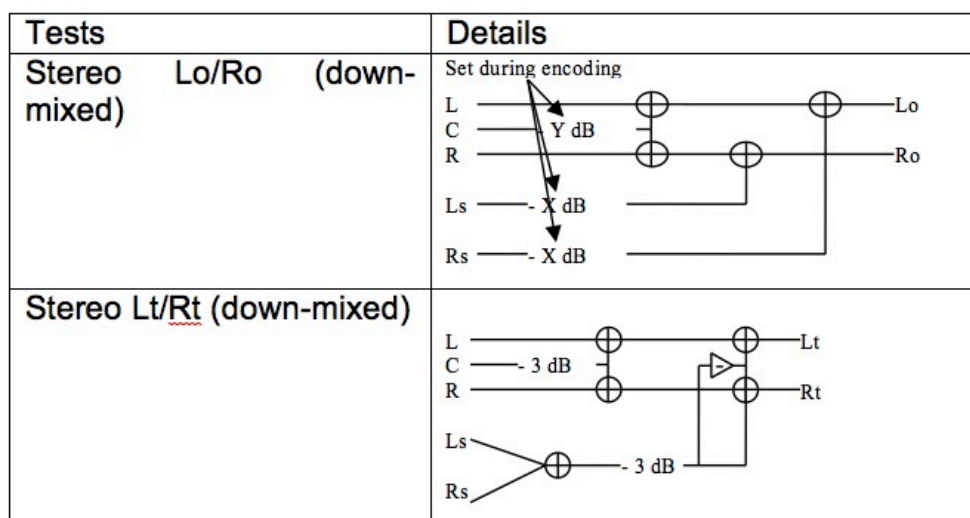 Tests
Details
Stereo Lo/Ro (down-
mixed)
Set during encoding
L
Lo
C
- Y dB
R
Ro
Ls
- X dB
Rs
- X dB
Stereo Lt/Rt (down-mixed)
L
Lt
C
- 3 dB
R
Rt
Ls
- 3 dB
Rs